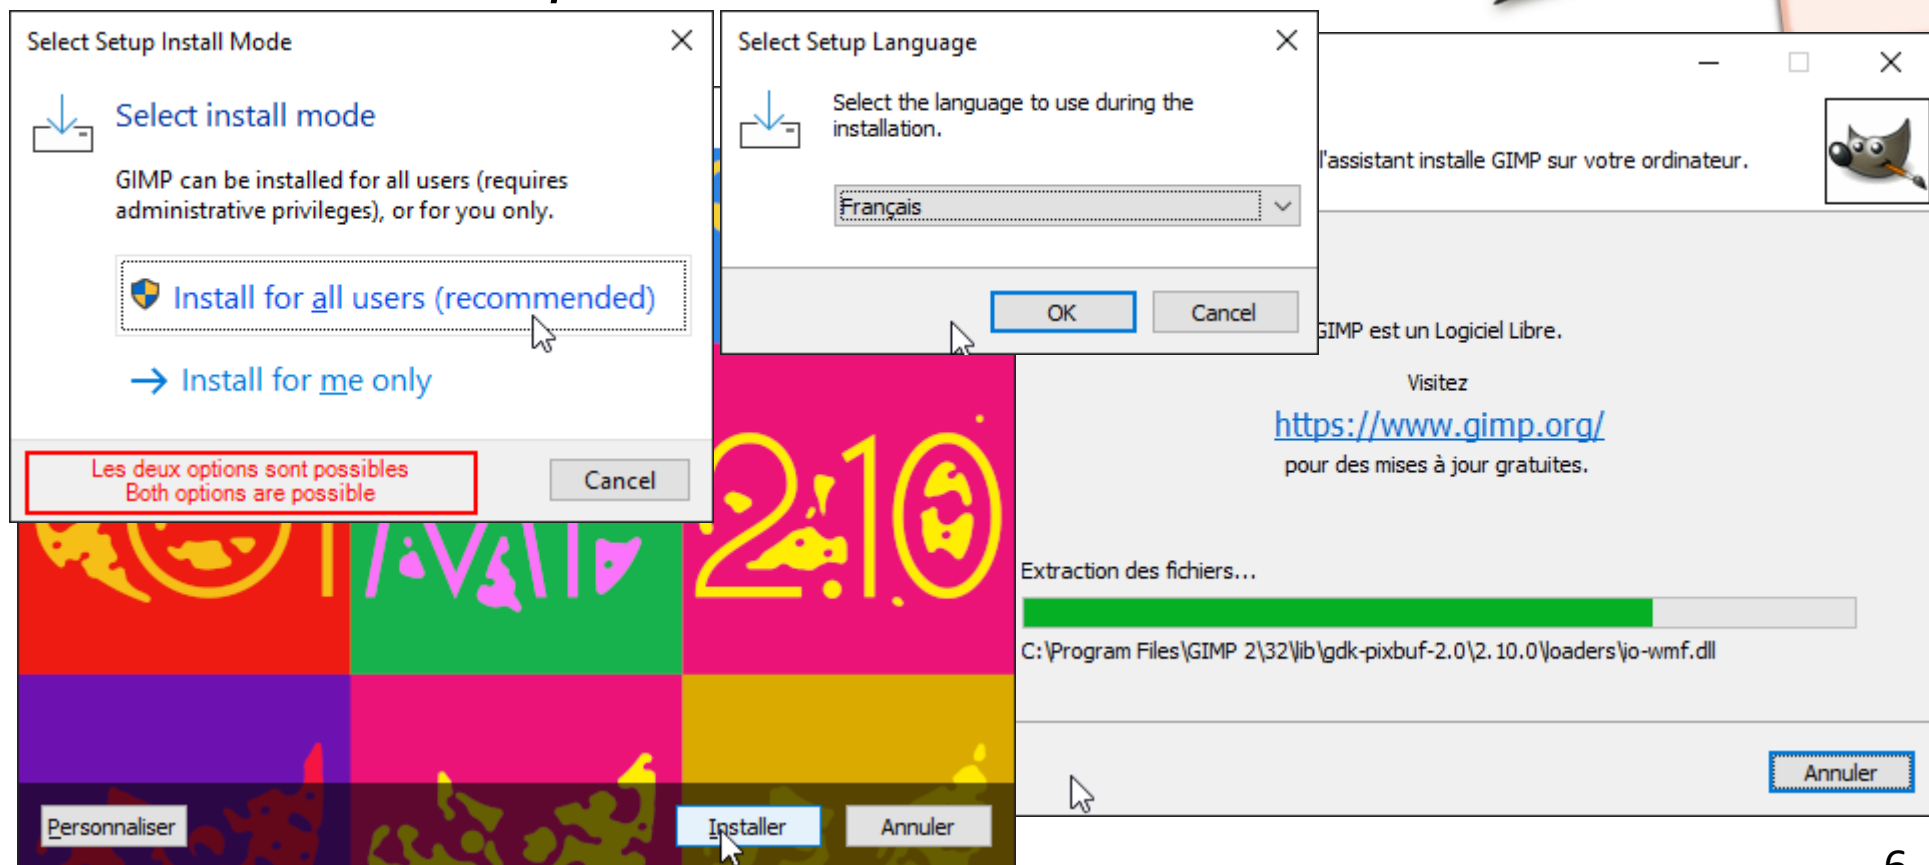 Select Setup Install Mode
Select install mode
GIMP can be installed for all users (requires
administrative privileges), or for you only.
Install for all users (recommended)
Install for me only
Les deux options sont possibles
Both options are possible
Cancel
Select Setup Language
Select the language to use during the
installation.
Français
OK
Cancel
l'assistant installe GIMP sur votre ordinateur.
GIMP est un Logiciel Libre.
Visitez
https://www.gimp.org/
pour des mises à jour gratuites.
Extraction des fichiers...
C:\Program Files\GIMP 2\32\lib\gdk-pixbuf-2.0\2.10.0\loaders\io-wmf.dll
Annuler
2.10
Personnaliser
Installer
Annuler